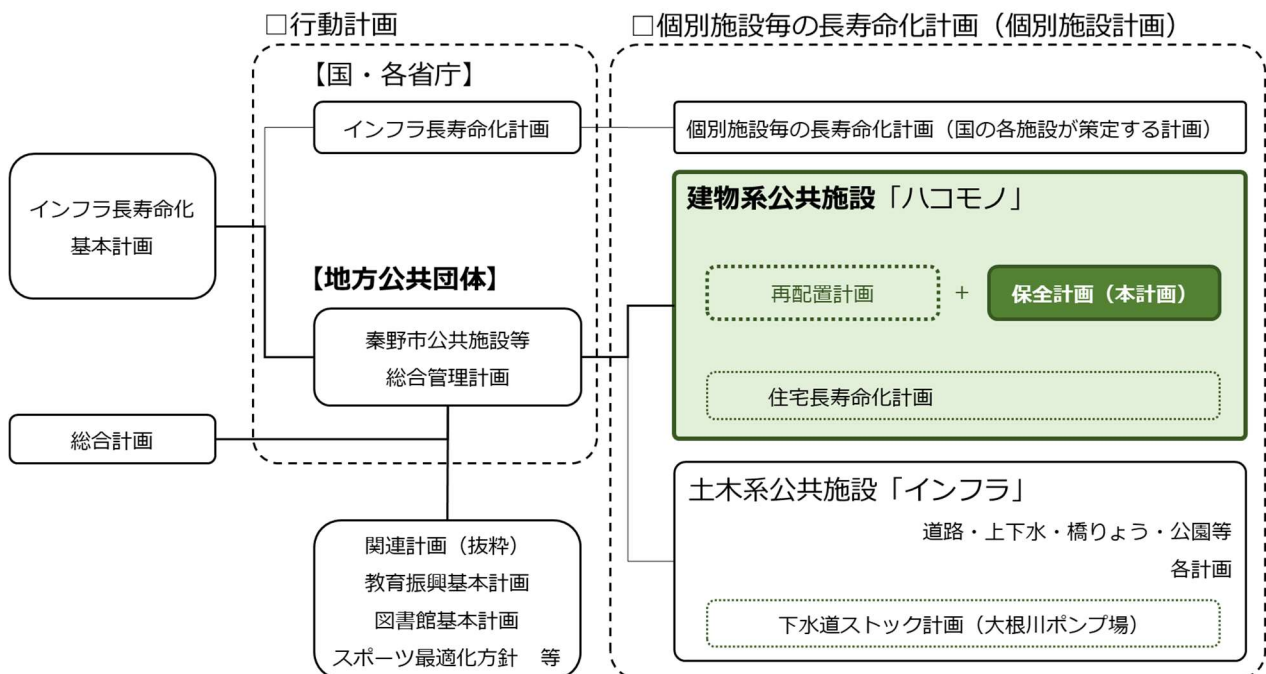 □行動計画
□個別施設毎の長寿命化計画（個別施設計画）
【国・各省庁】
インフラ長寿命化計画
個別施設毎の長寿命化計画（国の各施設が策定する計画）
インフラ長寿命化
基本計画
建物系公共施設「ハコモノ」
再配置計画
+
保全計画（本計画）
住宅長寿命化計画
【地方公共団体】
秦野市公共施設等
総合管理計画
総合計画
土木系公共施設「インフラ」
道路・上下水・橋りょう・公園等
各計画
下水道ストック計画（大根川ポンプ場）
関連計画（抜粋）
教育振興基本計画
図書館基本計画
スポーツ最適化方針　等